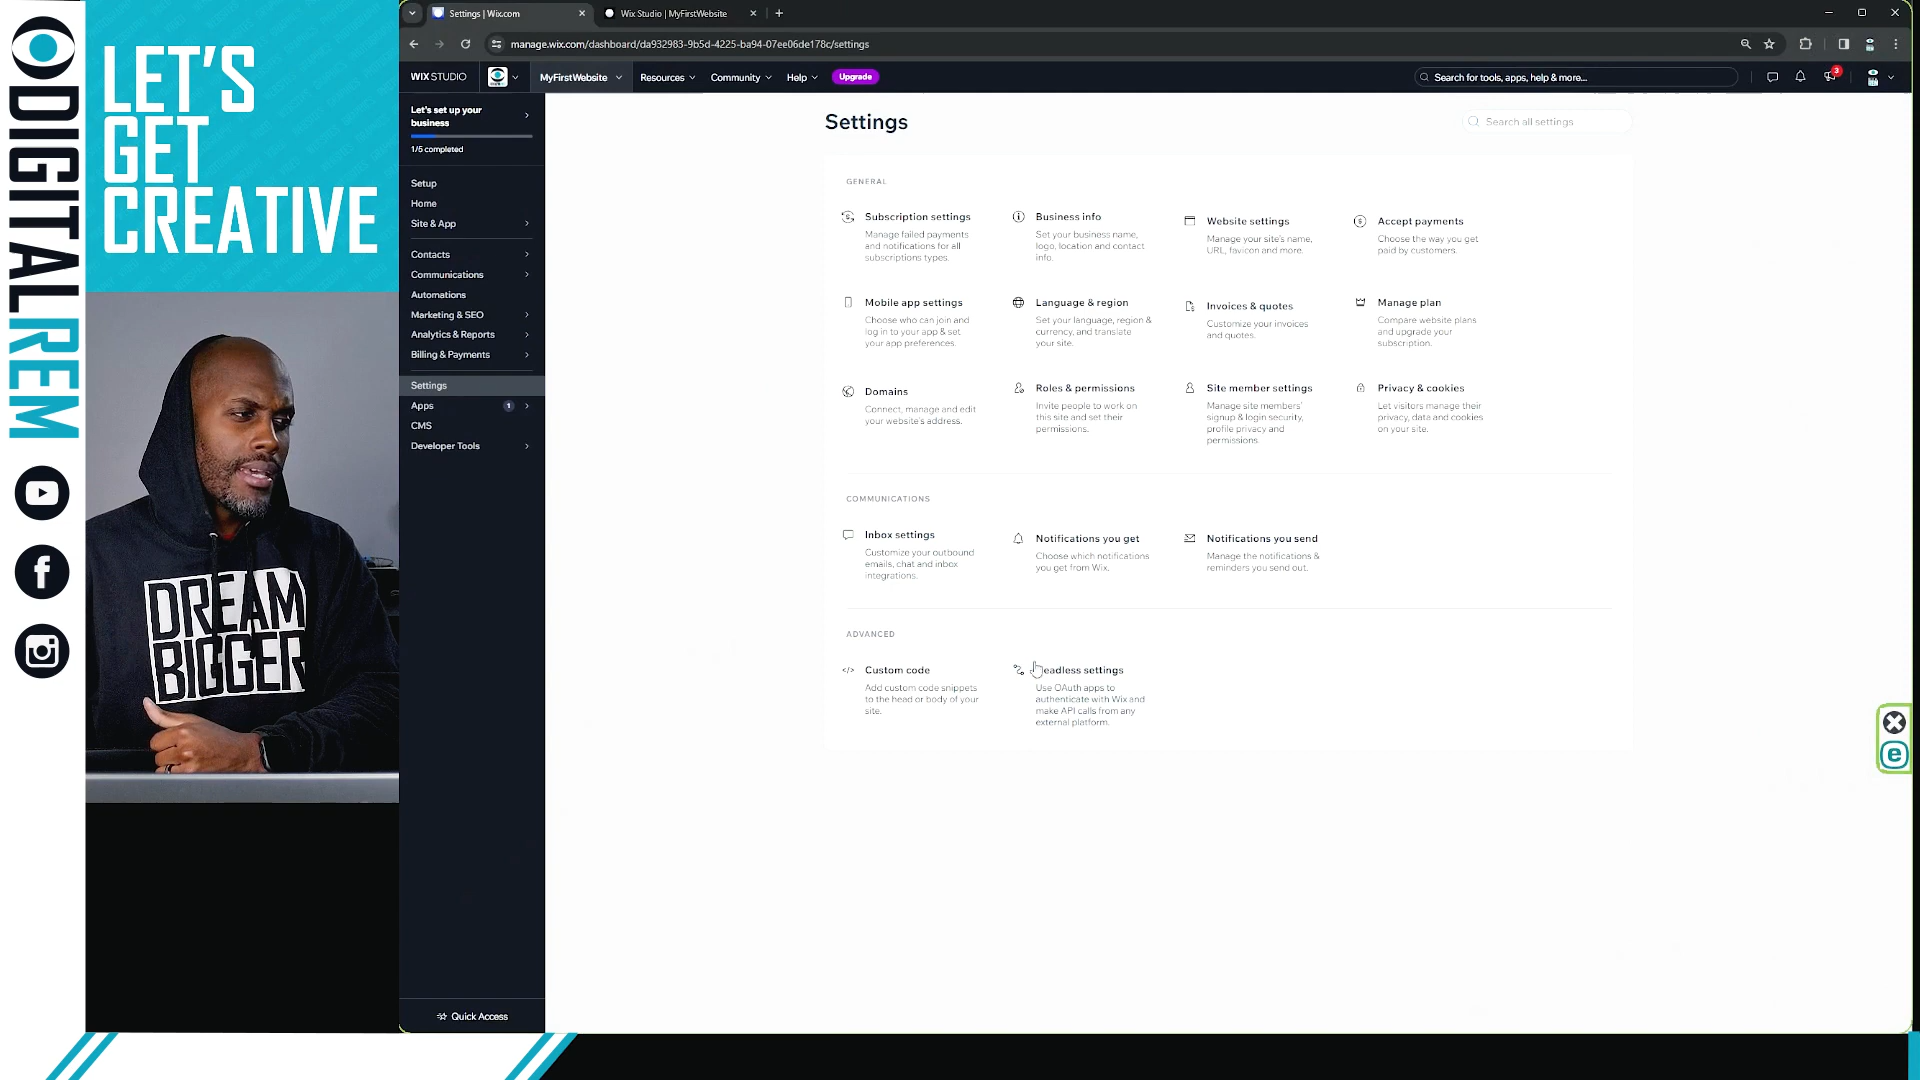 DIGITALREM
LET'S
GET
CREATIVE
DREAM
BIGGER
Settings | Wix.com
Wix Studio | MyFirstWebsite
manage.wix.com/dashboard/da932983-9b5d-4225-ba94-07ee06de178c/settings
WIX STUDIO
MyFirstWebsite
Resources
Community
Help
Upgrade
Search for tools, apps, help & more...
3
Let's set up your
business
1/5 completed
Setup
Home
Site & App
Contacts
Communications
Automations
Marketing & SEO
Analytics & Reports
Billing & Payments
Settings
Apps
1
CMS
Developer Tools
Quick Access
Settings
Search all settings
GENERAL
Subscription settings
Manage failed payments
and notifications for all
subscriptions types.
Business info
Set your business name,
logo, location and contact
info.
Website settings
Manage your site's name,
URL, favicon and more.
Accept payments
Choose the way you get
paid by customers.
Mobile app settings
Choose who can join and
log in to your app & set
your app preferences.
Language & region
Set your language, region &
currency, and translate
your site.
Invoices & quotes
Customize your invoices
and quotes.
Manage plan
Compare website plans
and upgrade your
subscription.
Domains
Connect, manage and edit
your website's address.
Roles & permissions
Invite people to work on
this site and set their
permissions.
Site member settings
Manage site members'
signup & login security,
profile privacy and
permissions.
Privacy & cookies
Let visitors manage their
privacy, data and cookies
on your site.
COMMUNICATIONS
Inbox settings
Customize your outbound
emails, chat and inbox
integrations.
Notifications you get
Choose which notifications
you get from Wix.
Notifications you send
Manage the notifications &
reminders you send out.
ADVANCED
Custom code
Add custom code snippets
to the head or body of your
site.
eadless settings
Use OAuth apps to
authenticate with Wix and
make API calls from any
external platform.